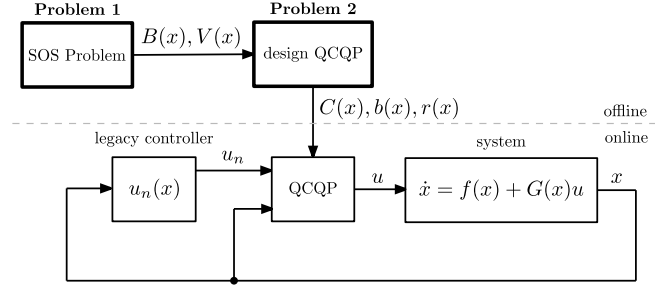 Problem 1
Problem 2
SOS Problem
B(x), V(x)
design QCQP
C(x), b(x), r(x)
offline
online
legacy controller
system
u_n(x)
u_n
QCQP
u
ẋ = f(x) + G(x)u
x